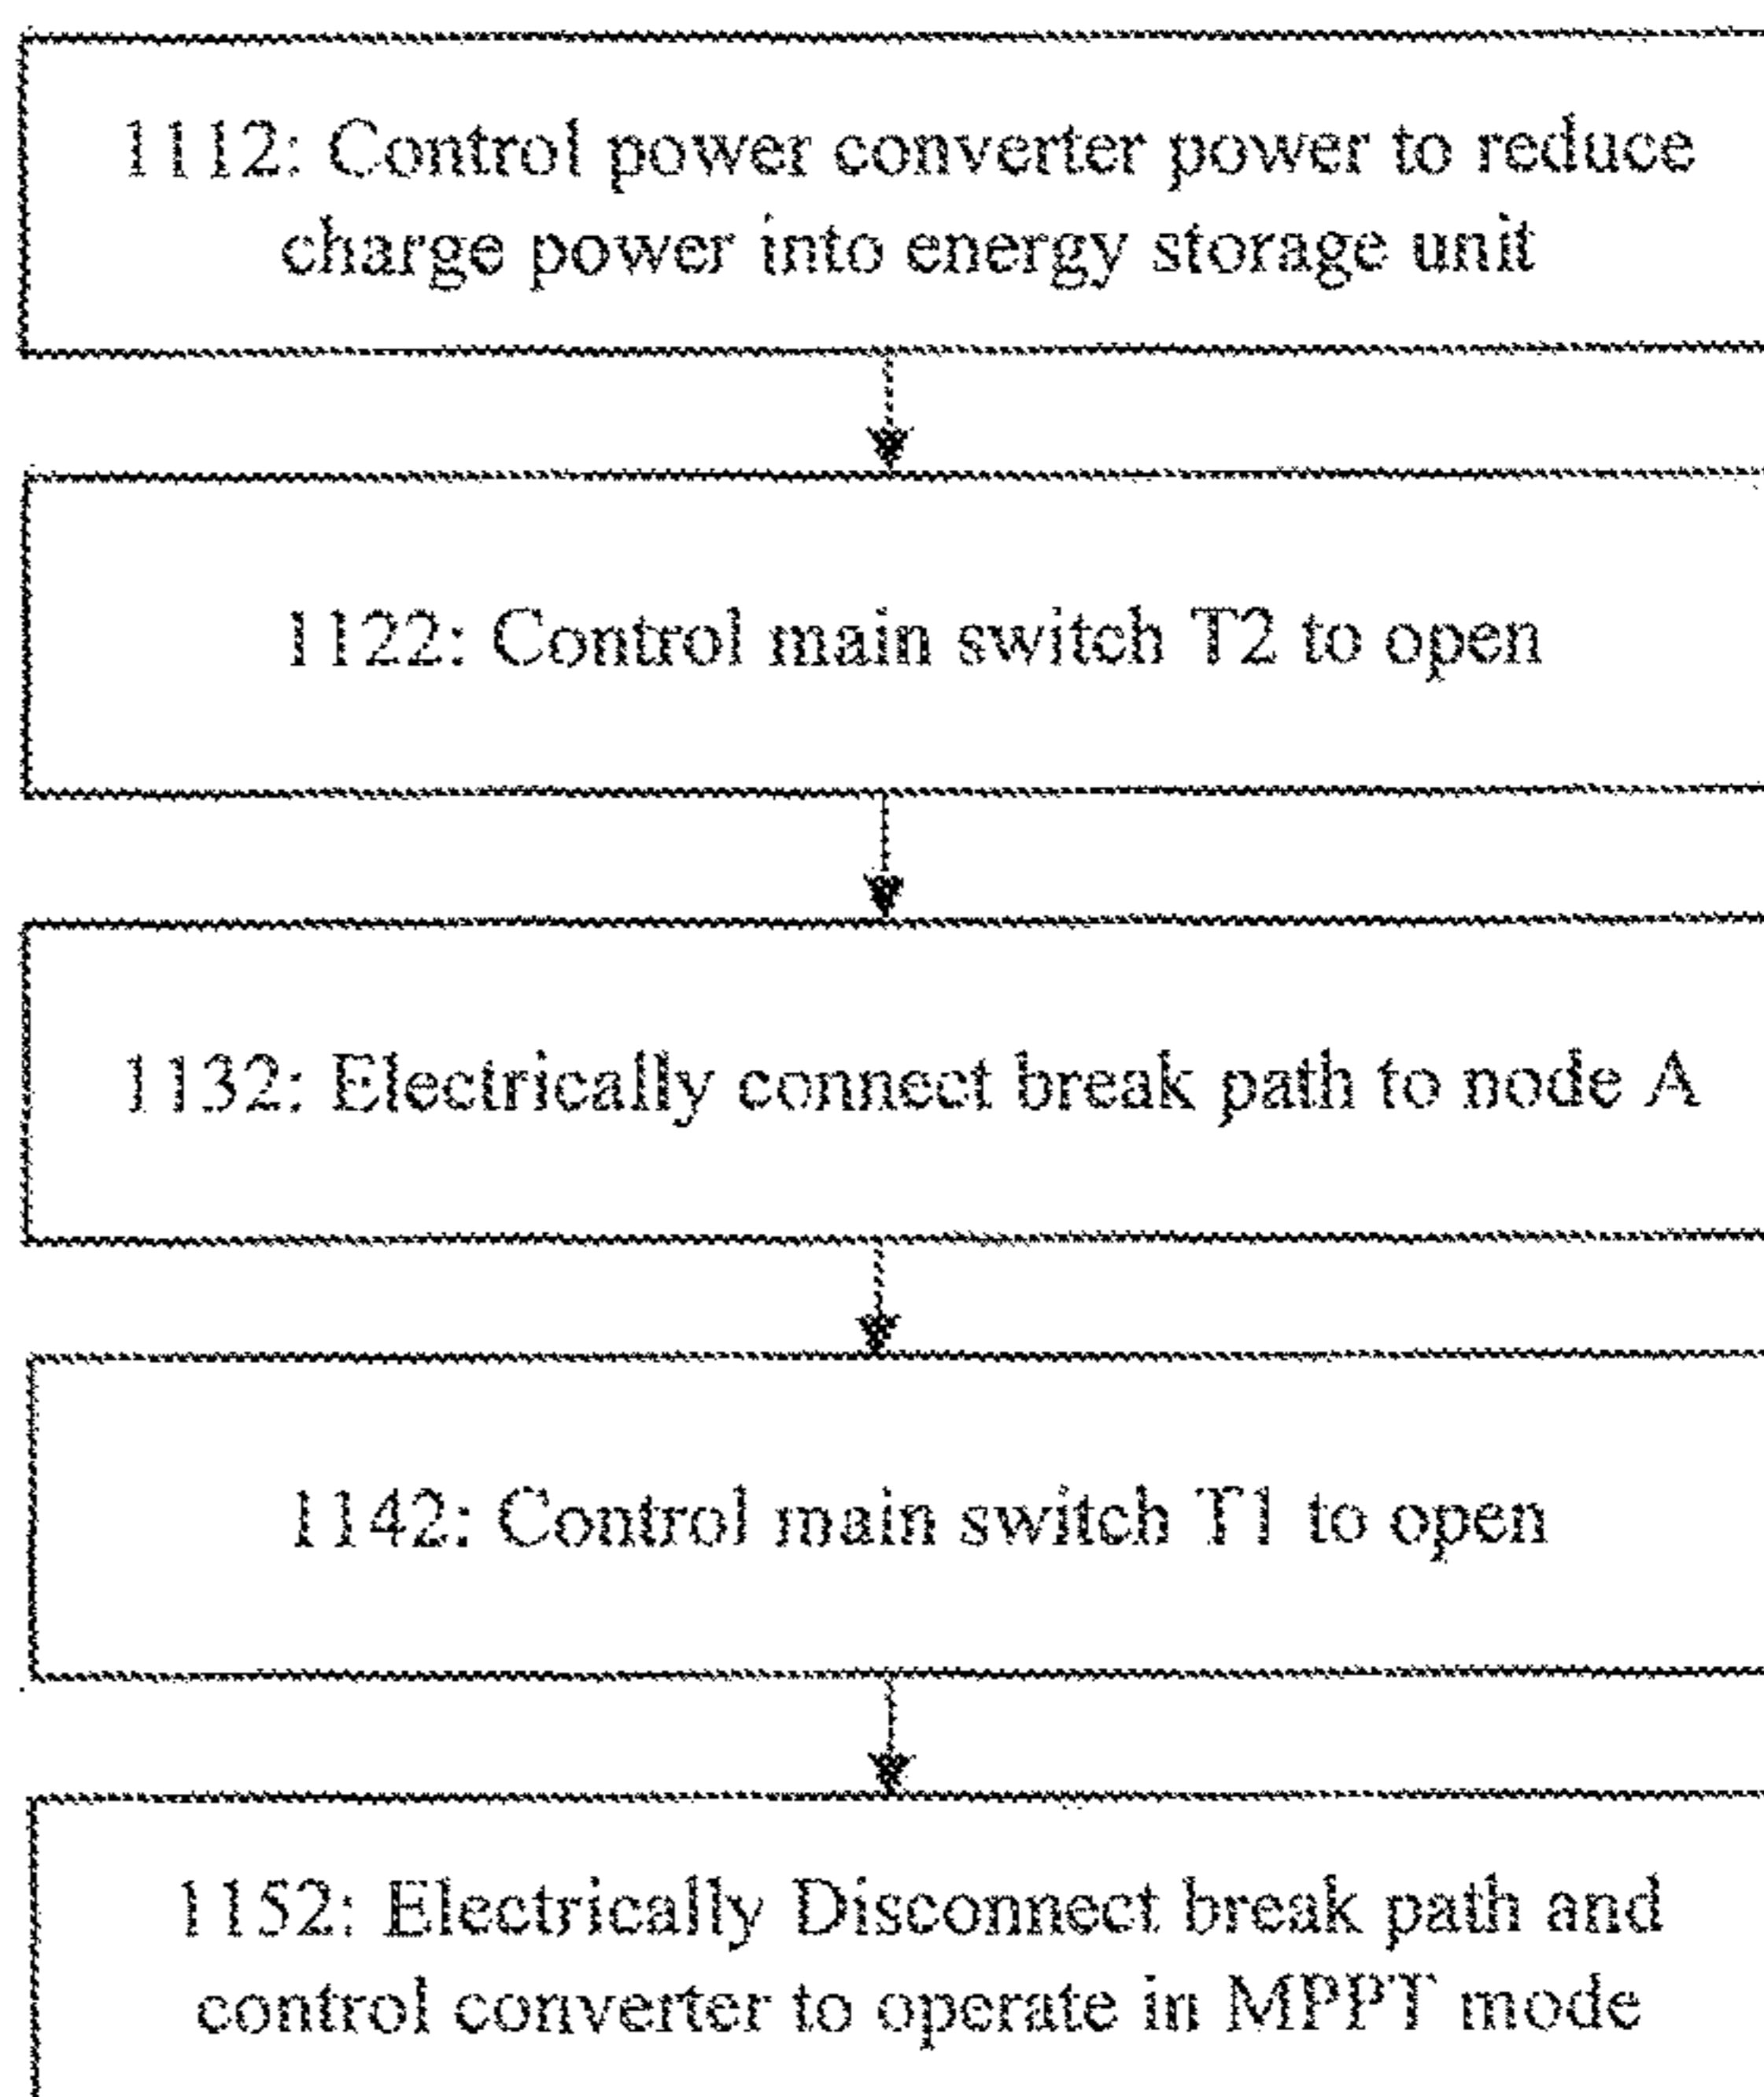 1112: Control power converter power to reduce
charge power into energy storage unit
1122: Control main switch T2 to open
1132: Electrically connect break path to node A
1142: Control main switch T1 to open
1152: Electrically Disconnect break path and
control converter to operate in MPPT mode